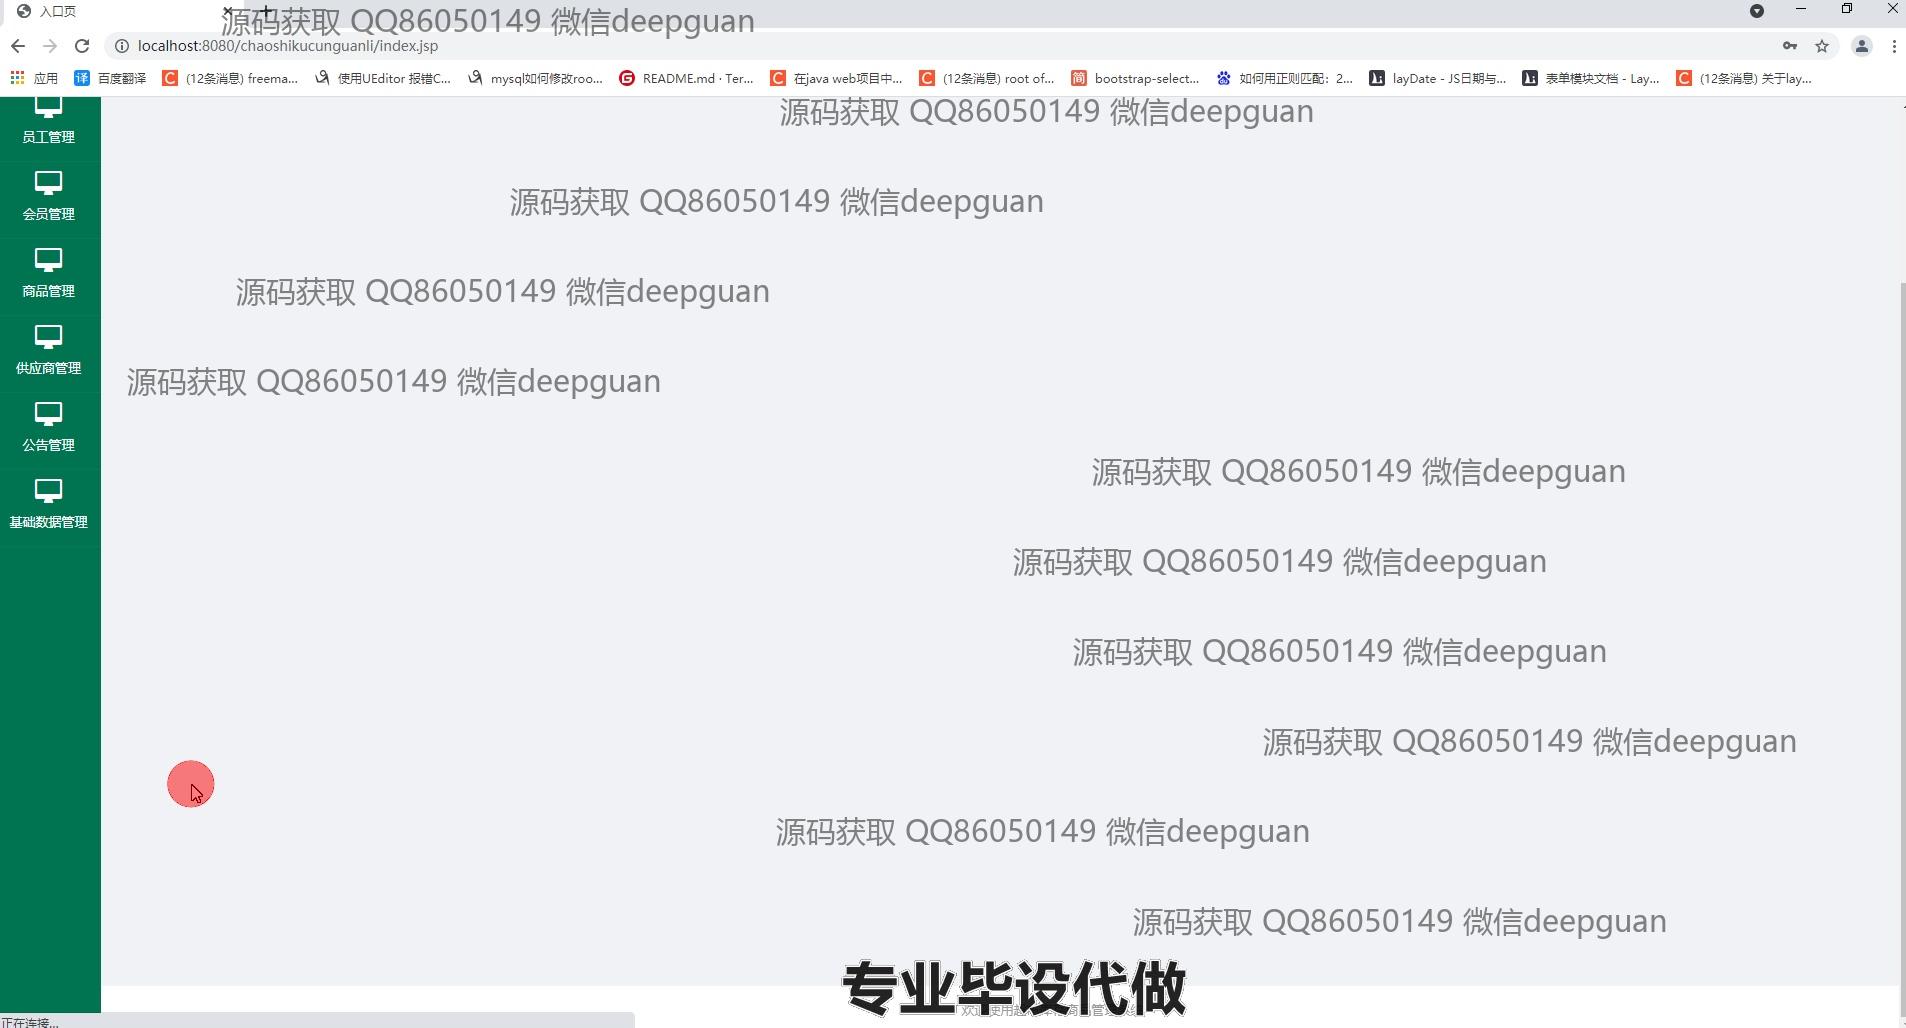 入口页
源码获取 QQ86050149 微信deepguan
localhost:8080/chaoshikucunguanli/index.jsp
应用 百度翻译 (12条消息) freema... 使用UEditor 报错C... mysql如何修改roo... README.md · Ter... 在java web项目中... (12条消息) root of... bootstrap-select... 如何用正则匹配：2... layDate - JS日期与... 表单模块文档 - Lay... (12条消息) 关于lay...
源码获取 QQ86050149 微信deepguan
员工管理
源码获取 QQ86050149 微信deepguan
会员管理
源码获取 QQ86050149 微信deepguan
商品管理
供应商管理
源码获取 QQ86050149 微信deepguan
公告管理
源码获取 QQ86050149 微信deepguan
基础数据管理
源码获取 QQ86050149 微信deepguan
源码获取 QQ86050149 微信deepguan
源码获取 QQ86050149 微信deepguan
源码获取 QQ86050149 微信deepguan
源码获取 QQ86050149 微信deepguan
专业毕设代做
正在连接...